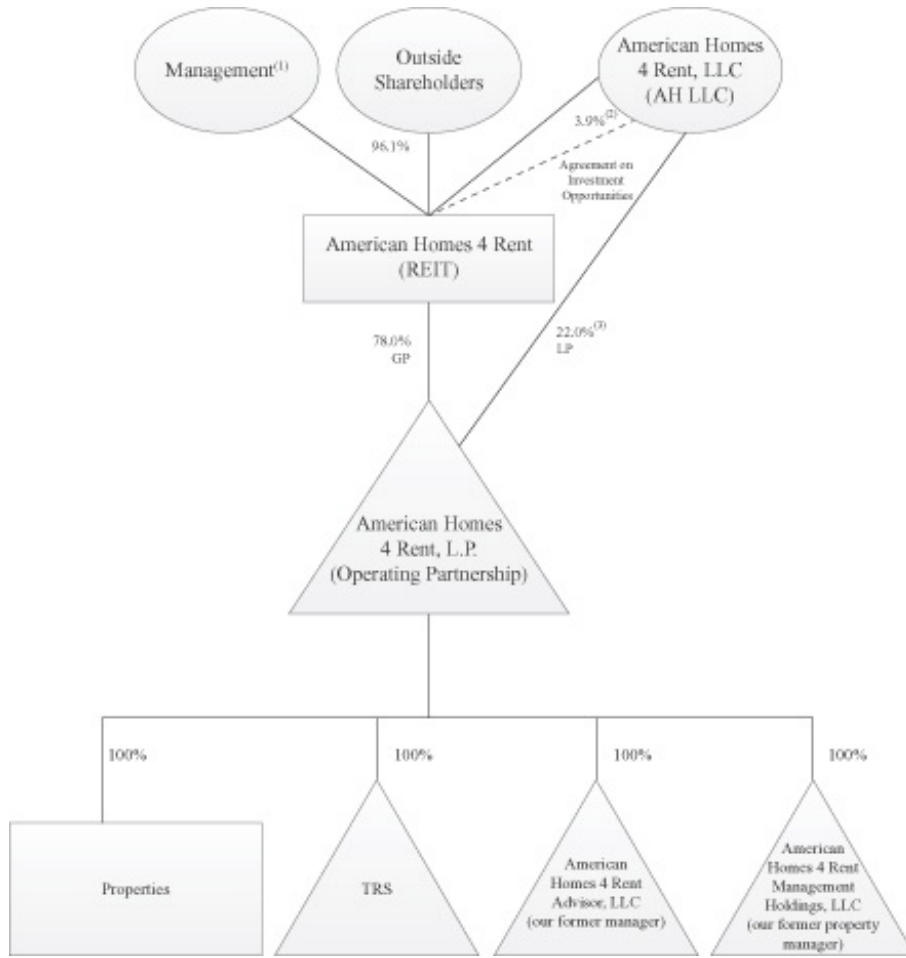 Management(1)
Outside
Shareholders
American Homes
4 Rent, LLC
(AH LLC)
96.1%
3.9%(2)
Agreement on
Investment
Opportunities
American Homes 4 Rent
(REIT)
78.0%
GP
22.0%(3)
LP
American Homes
4 Rent, L.P.
(Operating Partnership)
100%
100%
100%
100%
Properties
TRS
American
Homes 4 Rent
Advisor, LLC
(our former manager)
American
Homes 4 Rent
Management
Holdings, LLC
(our former property
manager)